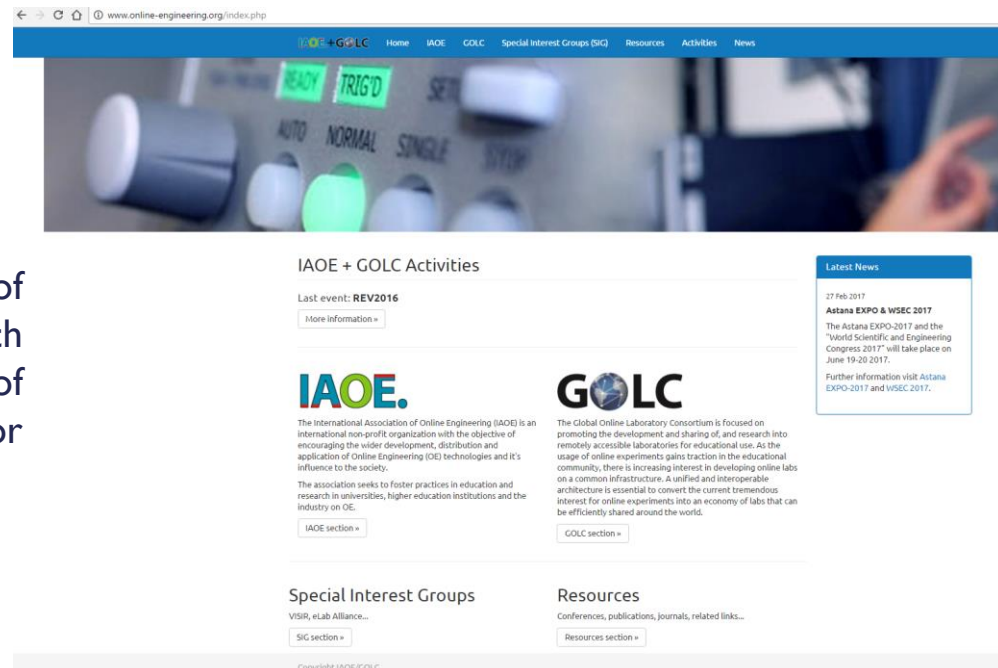 www.online-engineering.org/index.php
IAOE+GOLC Home IAOE GOLC Special Interest Groups (SIG) Resources Activities News
READY TRIG'D SET
AUTO NORMAL SINGLE STOP
of
th
of
or
IAOE + GOLC Activities
Last event: REV2016
More information »
IAOE.
The International Association of Online Engineering (IAOE) is an
international non-profit organization with the objective of
encouraging the wider development, distribution and
application of Online Engineering (OE) technologies and it's
influence to the society.
The association seeks to foster practices in education and
research in universities, higher education institutions and the
industry on OE.
IAOE section »
GOLC
The Global Online Laboratory Consortium is focused on
promoting the development and sharing of, and research into
remotely accessible laboratories for educational use. As the
usage of online experiments gains traction in the educational
community, there is increasing interest in developing online labs
on a common infrastructure. A unified and interoperable
architecture is essential to convert the current tremendous
interest for online experiments into an economy of labs that can
be efficiently shared around the world.
GOLC section »
Latest News
27 Feb 2017
Astana EXPO & WSEC 2017
The Astana EXPO-2017 and the
"World Scientific and Engineering
Congress 2017" will take place on
June 19-20 2017.
Further information visit Astana
EXPO-2017 and WSEC 2017.
Special Interest Groups
VISIR, eLab Alliance...
SIG section »
Resources
Conferences, publications, journals, related links...
Resources section »
Copyright IAOE/GOLC